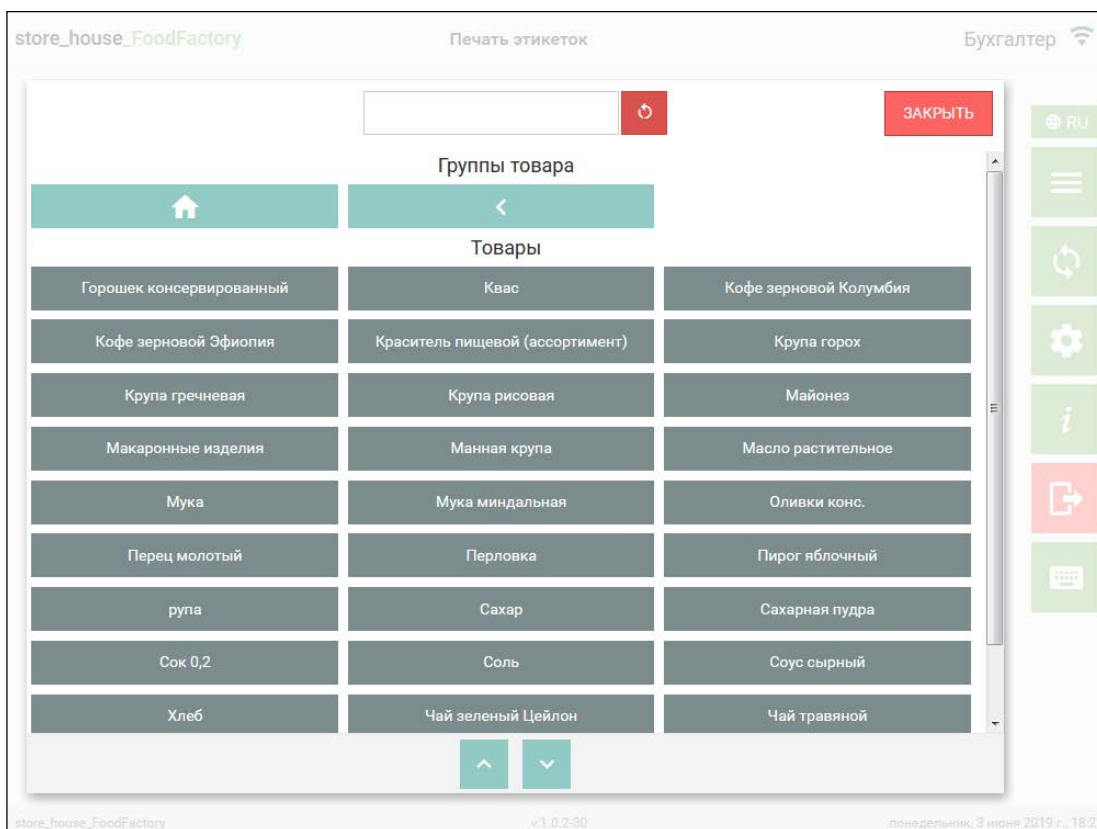 store_house_FoodFactory Печать этикеток Бухгалтер
ЗАКРЫТЬ
RU
Группы товара
Товары
Горошек консервированный Квас Кофе зерновой Колумбия
Кофе зерновой Эфиопия Краситель пищевой (ассортимент) Крупа горох
Крупа гречневая Крупа рисовая Майонез
Макаронные изделия Манная крупа Масло растительное
Мука Мука миндальная Оливки конс.
Перец молотый Перловка Пирог яблочный
рупа Сахар Сахарная пудра
Сок 0,2 Соль Соус сырный
Хлеб Чай зеленый Цейлон Чай травяной
store_house_FoodFactory v.1.0.2-30 понедельник, 3 июня 2019 г., 18:2